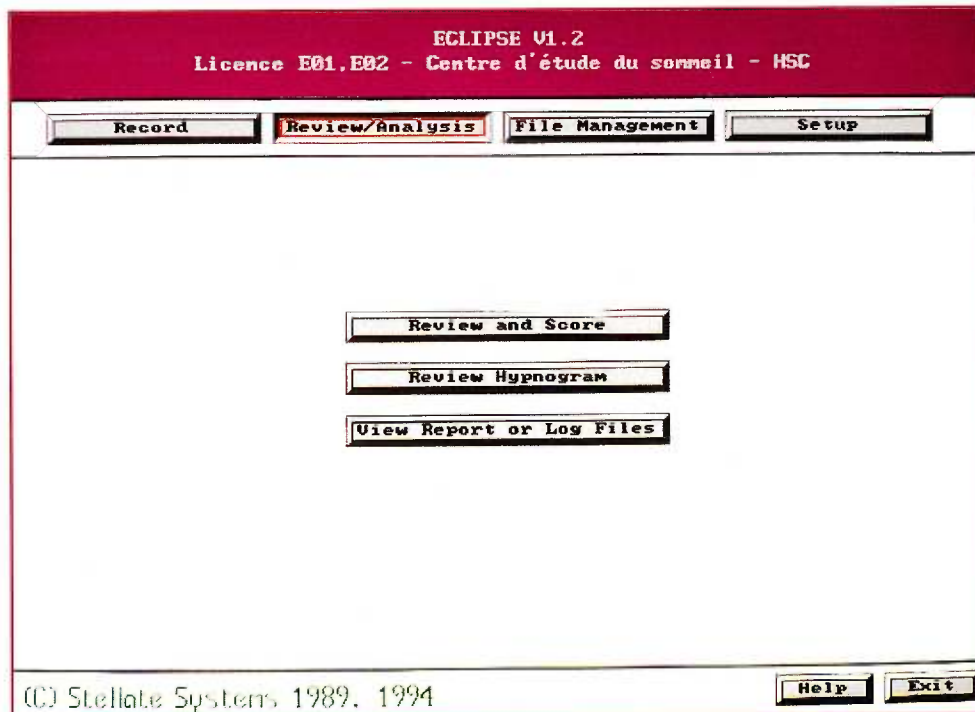 ECLIPSE V1.2
Licence E01,E02 - Centre d'étude du sommeil - HSC
Record Review/Analysis File Management Setup
Review and Score
Review Hypnogram
View Report or Log Files
(C) Stellate Systems 1989, 1994
Help Exit